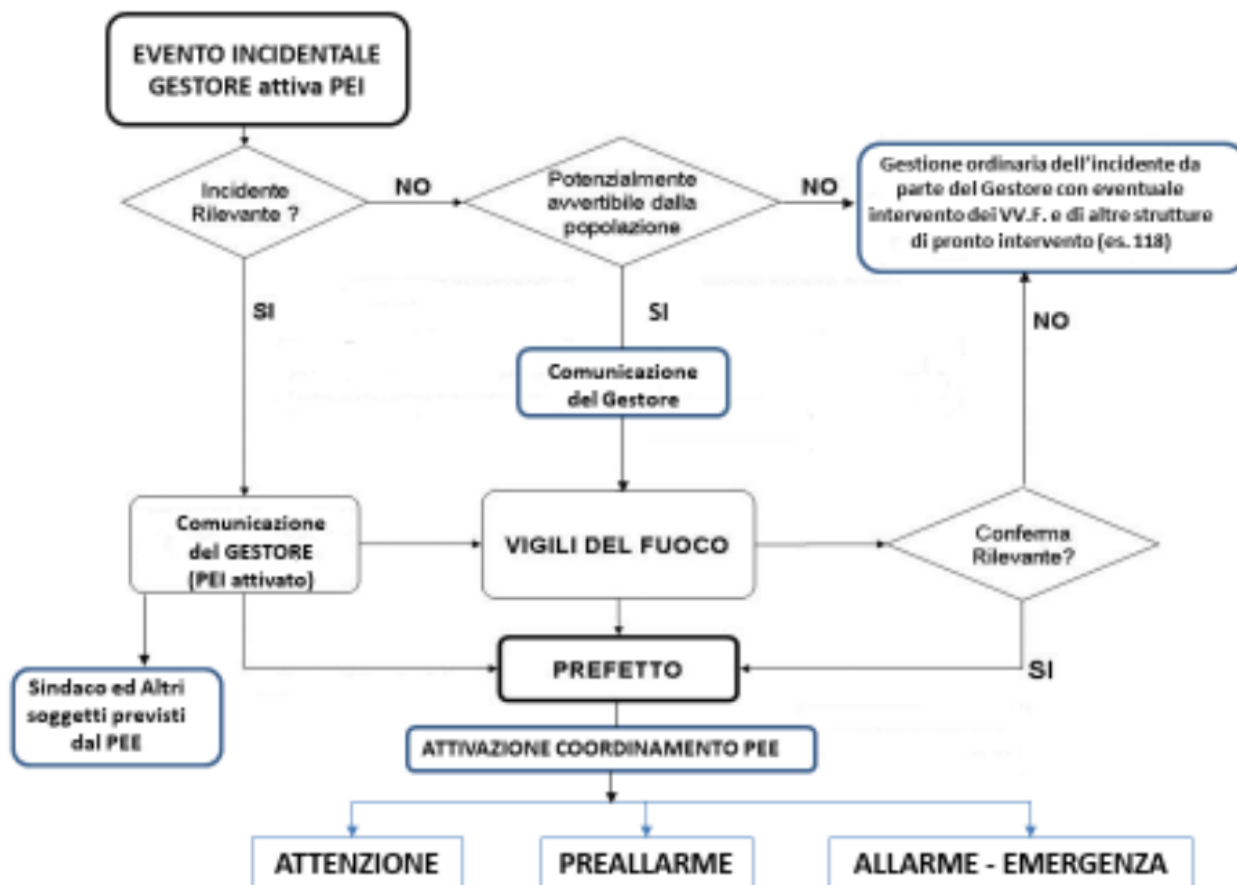 EVENTO INCIDENTALE
GESTORE attiva PEI
Incidente
Rilevante ?
NO
Potenzialmente
avvertibile dalla
popolazione
NO
Gestione ordinaria dell'incidente da
parte del Gestore con eventuale
intervento dei VV.F. e di altre strutture
di pronto intervento (es. 118)
SI
SI
NO
Comunicazione
del Gestore
Comunicazione
del GESTORE
(PEI attivato)
VIGILI DEL FUOCO
Conferma
Rilevante?
SI
PREFETTO
Sindaco ed Altri
soggetti previsti
dal PEE
ATTIVAZIONE COORDINAMENTO PEE
ATTENZIONE
PREALLARME
ALLARME - EMERGENZA